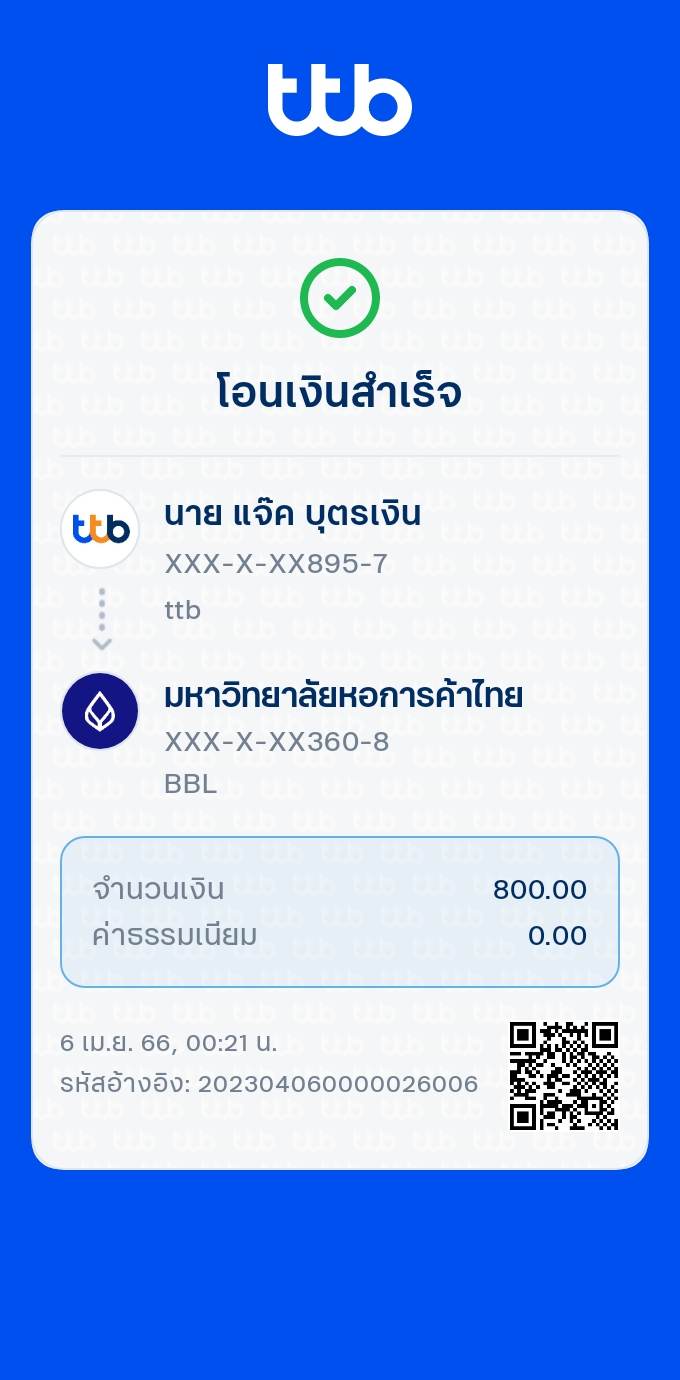 ttb
โอนเงินสำเร็จ
ttb
นาย แจ๊ค บุตรเงิน
XXX-X-XX895-7
ttb
มหาวิทยาลัยหอการค้าไทย
XXX-X-XX360-8
BBL
จำนวนเงิน 800.00
ค่าธรรมเนียม 0.00
6 เม.ย. 66, 00:21 น.
รหัสอ้างอิง: 202304060000026006